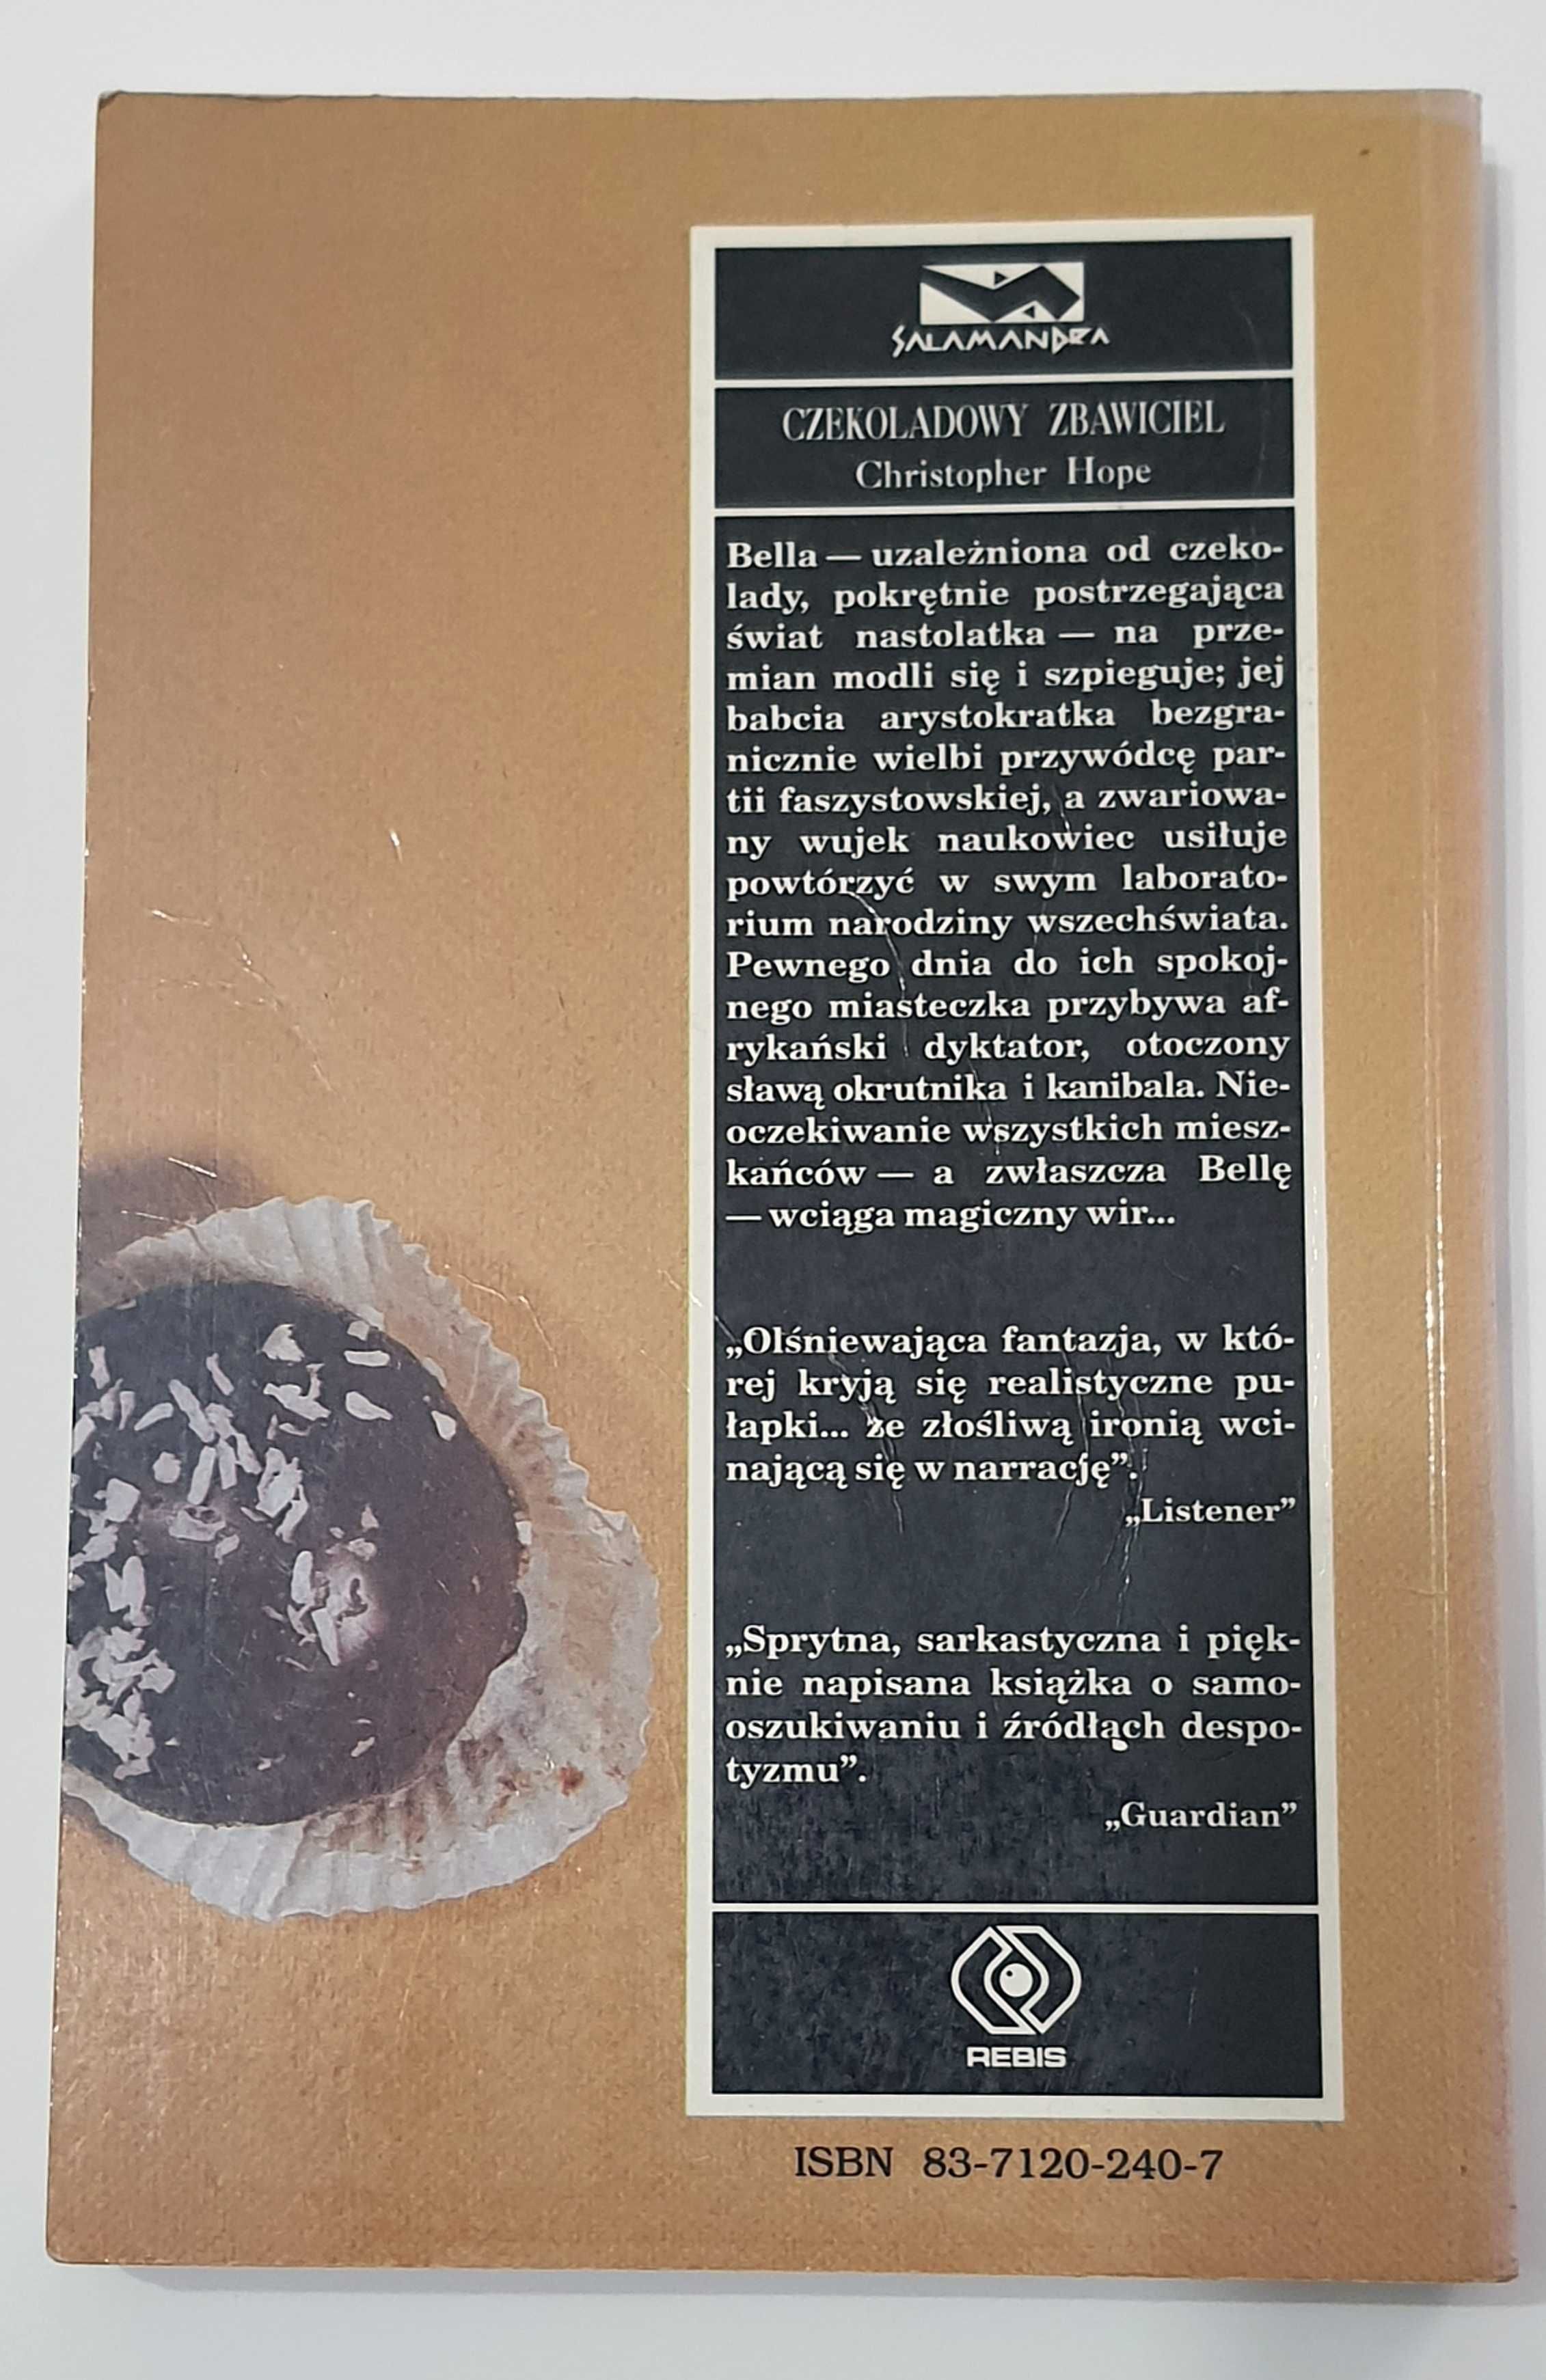 SALAMANDRA
CZEKOLADOWY ZBAWICIEL
Christopher Hope
Bella — uzależniona od czeko-
lady, pokrętnie postrzegająca
świat nastolatka — na prze-
mian modli się i szpieguje; jej
babcia arystokratka bezgra-
nicznie wielbi przywódcę par-
tii faszystowskiej, a zwariowa-
ny wujek naukowiec usiłuje
powtórzyć w swym laborato-
rium narodziny wszechświata.
Pewnego dnia do ich spokoj-
nego miasteczka przybywa af-
rykański dyktator, otoczony
sławą okrutnika i kanibala. Nie-
oczekiwanie wszystkich miesz-
kańców — a zwłaszcza Bellę
— wciąga magiczny wir...
„Olśniewająca fantazja, w któ-
rej kryją się realistyczne pu-
łapki... ze złośliwą ironią wci-
nającą się w narrację”.
„Listener”
„Sprytna, sarkastyczna i pięk-
nie napisana książka o samo-
oszukiwaniu i źródłach despo-
tyzmu”.
„Guardian”
REBIS
ISBN 83-7120-240-7